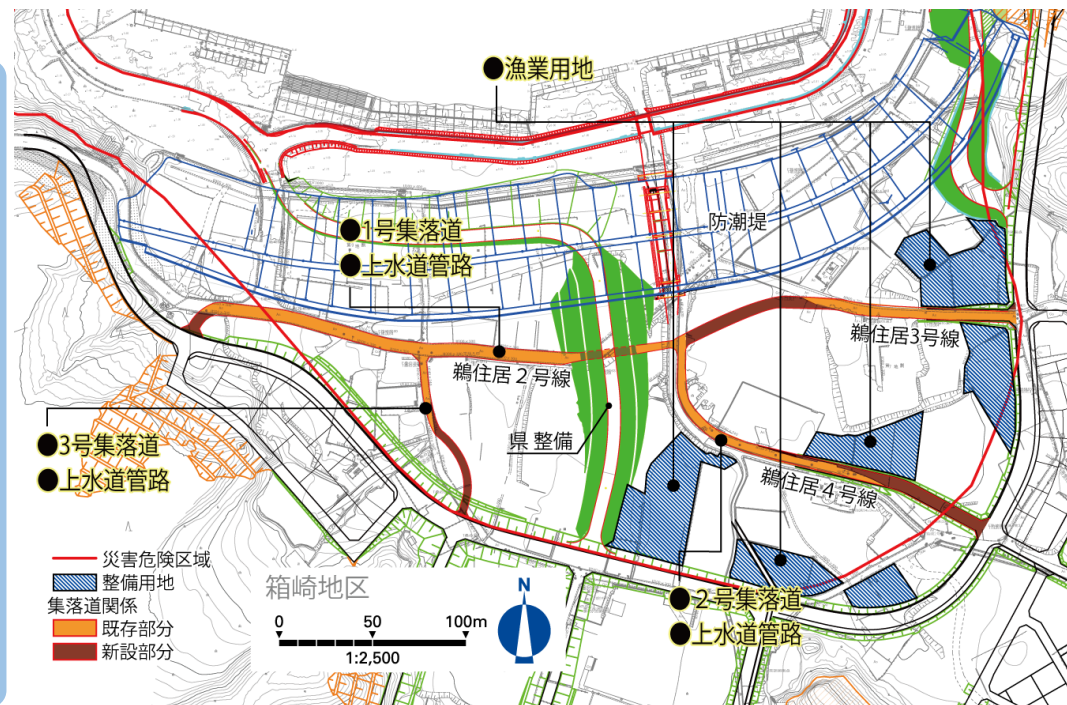 ●漁業用地
防潮堤
●1号集落道
●上水道管路
鵜住居3号線
鵜住居2号線
●3号集落道
●上水道管路
県 整備
鵜住居4号線
災害危険区域
整備用地
集落道関係
既存部分
新設部分
箱崎地区
0 50 100m
1:2,500
N
●2号集落道
●上水道管路